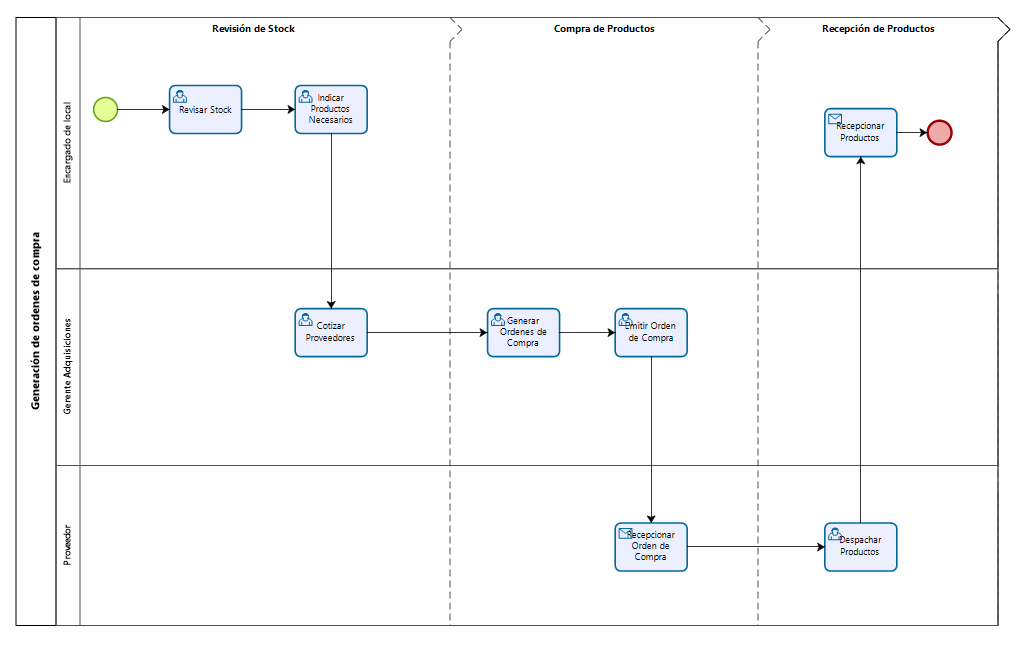 Revisión de Stock
Compra de Productos
Recepción de Productos
Generación de ordenes de compra
Encargado de local
Revisar Stock
Indicar
Productos
Necesarios
Recepcionar
Productos
Gerente Adquisiciones
Cotizar
Proveedores
Generar
Ordenes de
Compra
Emitir Orden
de Compra
Proveedor
Recepcionar
Orden de
Compra
Despachar
Productos